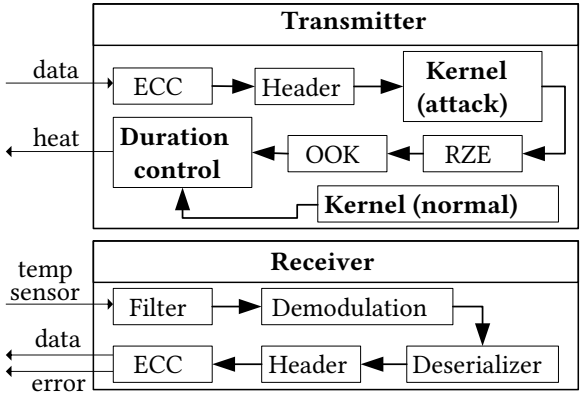 Transmitter
data
ECC
Header
Kernel
(attack)
heat
Duration
control
OOK
RZE
Kernel (normal)
Receiver
temp
sensor
Filter
Demodulation
data
error
ECC
Header
Deserializer